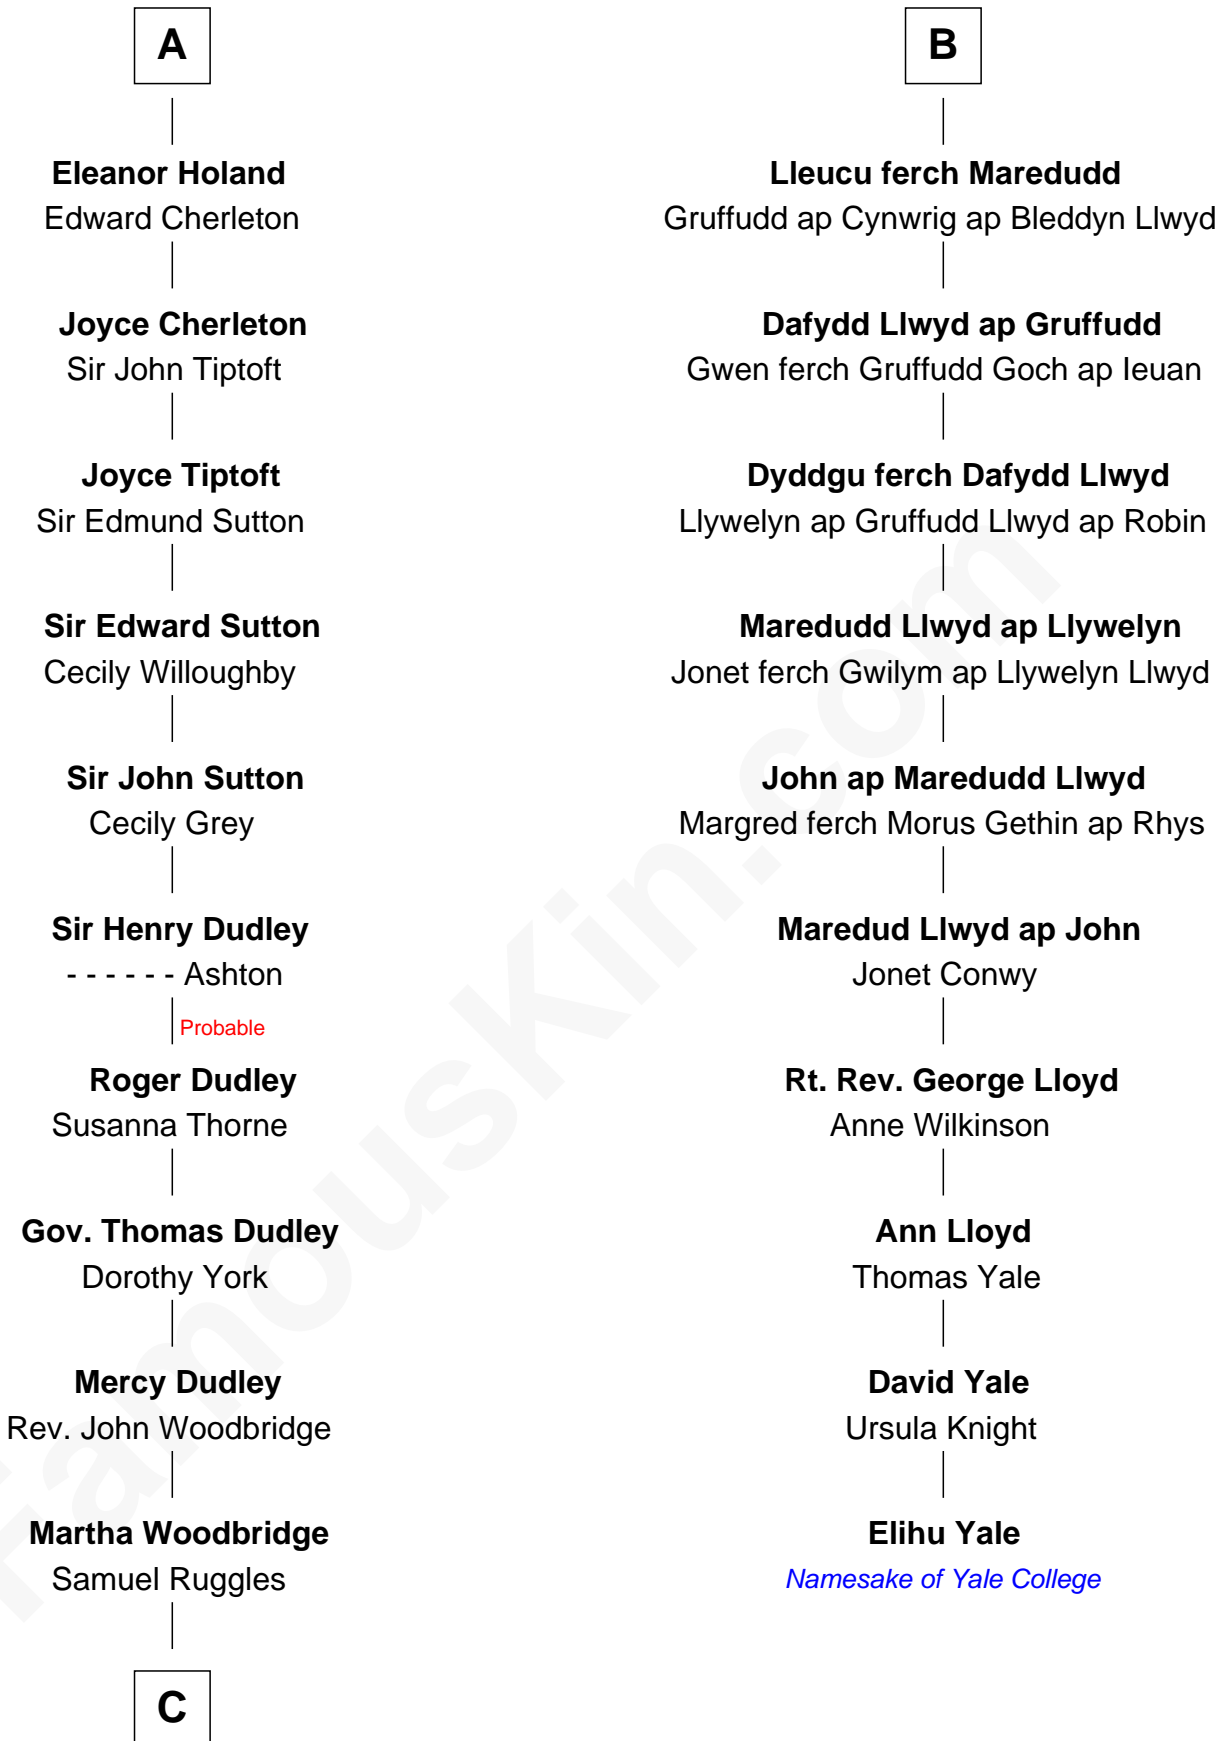 A
Eleanor Holand
Edward Cherleton
Joyce Cherleton
Sir John Tiptoft
Joyce Tiptoft
Sir Edmund Sutton
Sir Edward Sutton
Cecily Willoughby
Sir John Sutton
Cecily Grey
Sir Henry Dudley
- - - - - - Ashton
Probable
Roger Dudley
Susanna Thorne
Gov. Thomas Dudley
Dorothy York
Mercy Dudley
Rev. John Woodbridge
Martha Woodbridge
Samuel Ruggles
C
B
Lleucu ferch Maredudd
Gruffudd ap Cynwrig ap Bleddyn Llwyd
Dafydd Llwyd ap Gruffudd
Gwen ferch Gruffudd Goch ap Ieuan
Dyddgu ferch Dafydd Llwyd
Llywelyn ap Gruffudd Llwyd ap Robin
Maredudd Llwyd ap Llywelyn
Jonet ferch Gwilym ap Llywelyn Llwyd
John ap Maredudd Llwyd
Margred ferch Morus Gethin ap Rhys
Maredud Llwyd ap John
Jonet Conwy
Rt. Rev. George Lloyd
Anne Wilkinson
Ann Lloyd
Thomas Yale
David Yale
Ursula Knight
Elihu Yale
Namesake of Yale College
FamousKin.com